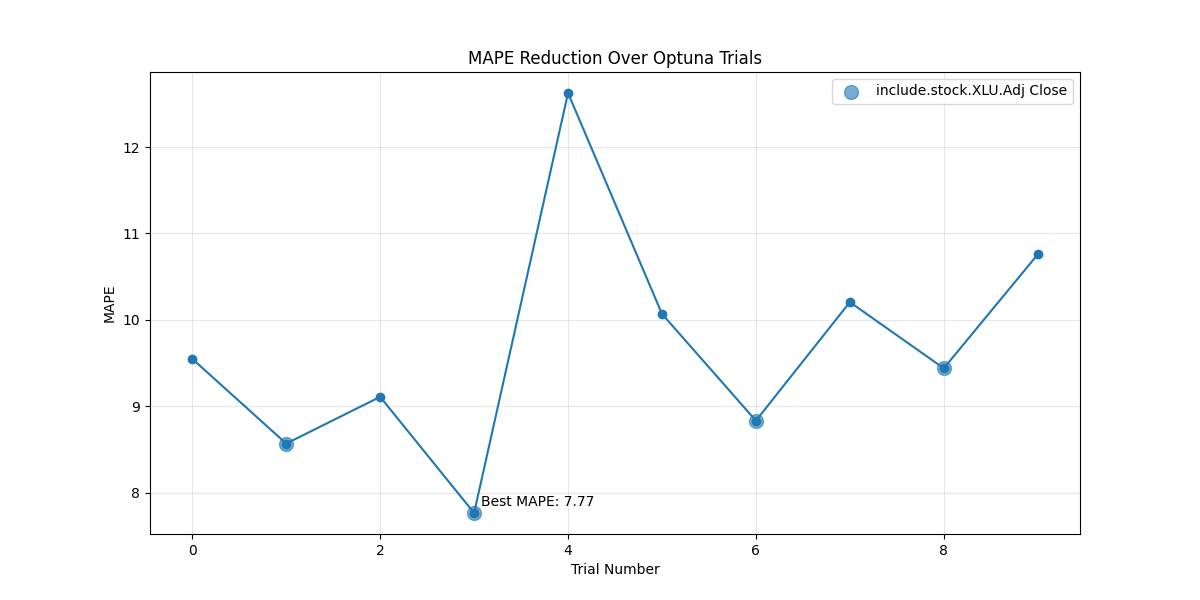 MAPE Reduction Over Optuna Trials
include.stock.XLU.Adj Close
12
11
10
9
8
MAPE
Best MAPE: 7.77
0 2 4 6 8
Trial Number